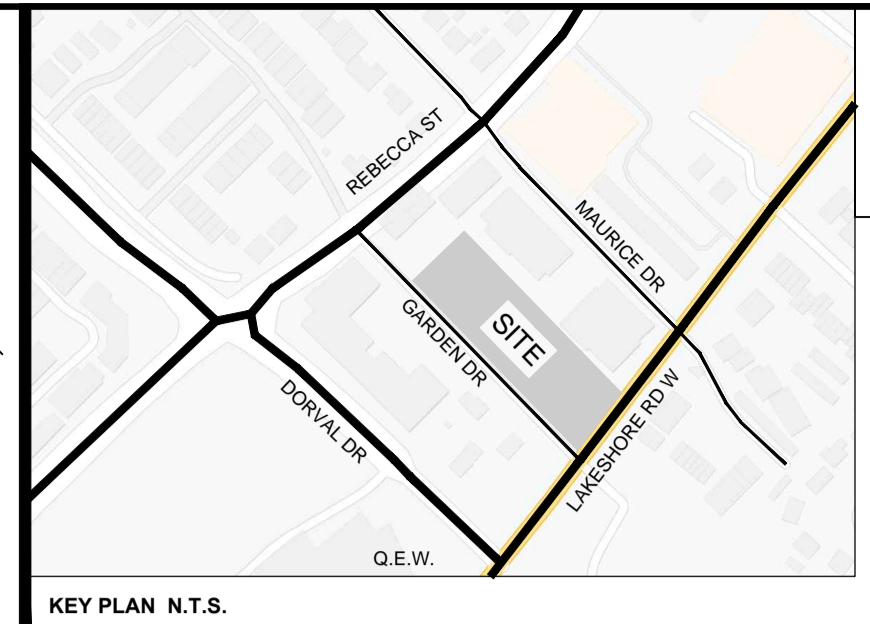 REBECCA ST
MAURICE DR
GARDEN DR
SITE
DORVAL DR
LAKESHORE RD W
Q.E.W.
KEY PLAN N.T.S.